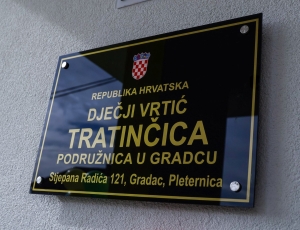 REPUBLIKA HRVATSKA
DJEČJI VRTIĆ
TRATINČICA
PODRUŽNICA U GRADCU
Stjepana Radića 121, Gradac, Pleternica